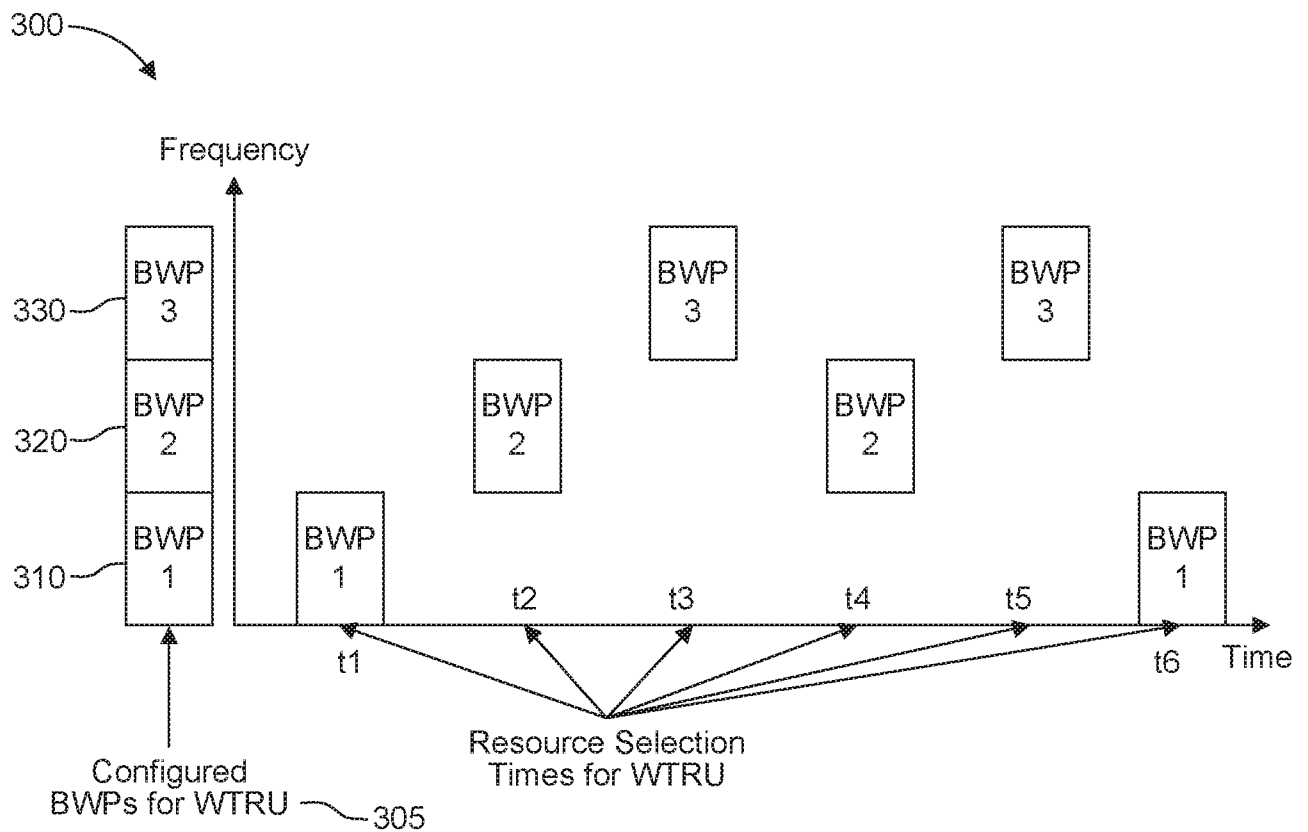 300
Frequency
BWP
3
BWP
3
BWP
3
330
BWP
2
BWP
2
BWP
2
320
BWP
1
BWP
1
BWP
1
310
t2
t3
t4
t5
t1
t6
Time
Resource Selection
Times for WTRU
Configured
BWPs for WTRU
305